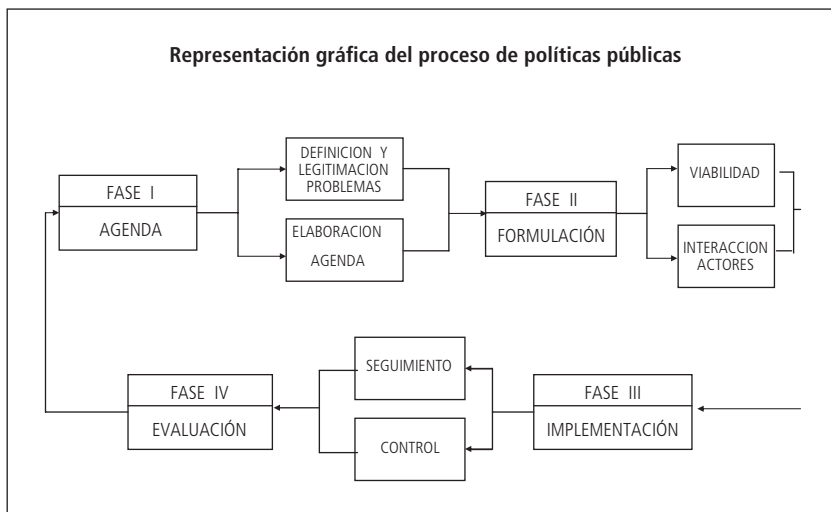 Representación gráfica del proceso de políticas públicas
FASE I
AGENDA
DEFINICION Y
LEGITIMACION
PROBLEMAS
ELABORACION
AGENDA
FASE II
FORMULACIÓN
VIABILIDAD
INTERACCION
ACTORES
FASE III
IMPLEMENTACIÓN
SEGUIMIENTO
CONTROL
FASE IV
EVALUACIÓN